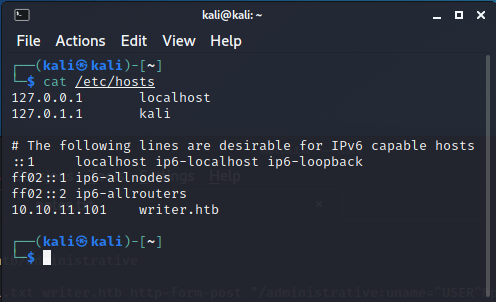 kali@kali: ~
File Actions Edit View Help
┌──(kali㉿kali)-[~]
└─$ cat /etc/hosts
127.0.0.1 localhost
127.0.1.1 kali
# The following lines are desirable for IPv6 capable hosts
::1 localhost ip6-localhost ip6-loopback
ff02::1 ip6-allnodes
ff02::2 ip6-allrouters
10.10.11.101 writer.htb
┌──(kali㉿kali)-[~]
└─$